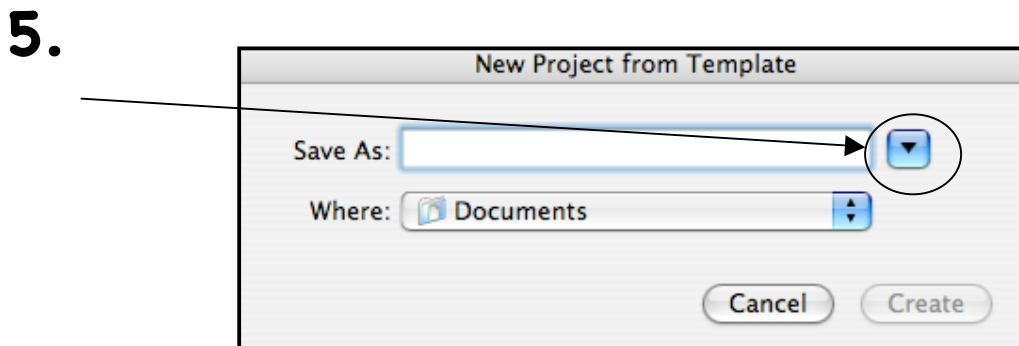 5.
New Project from Template
Save As:
Where: Documents
Cancel Create